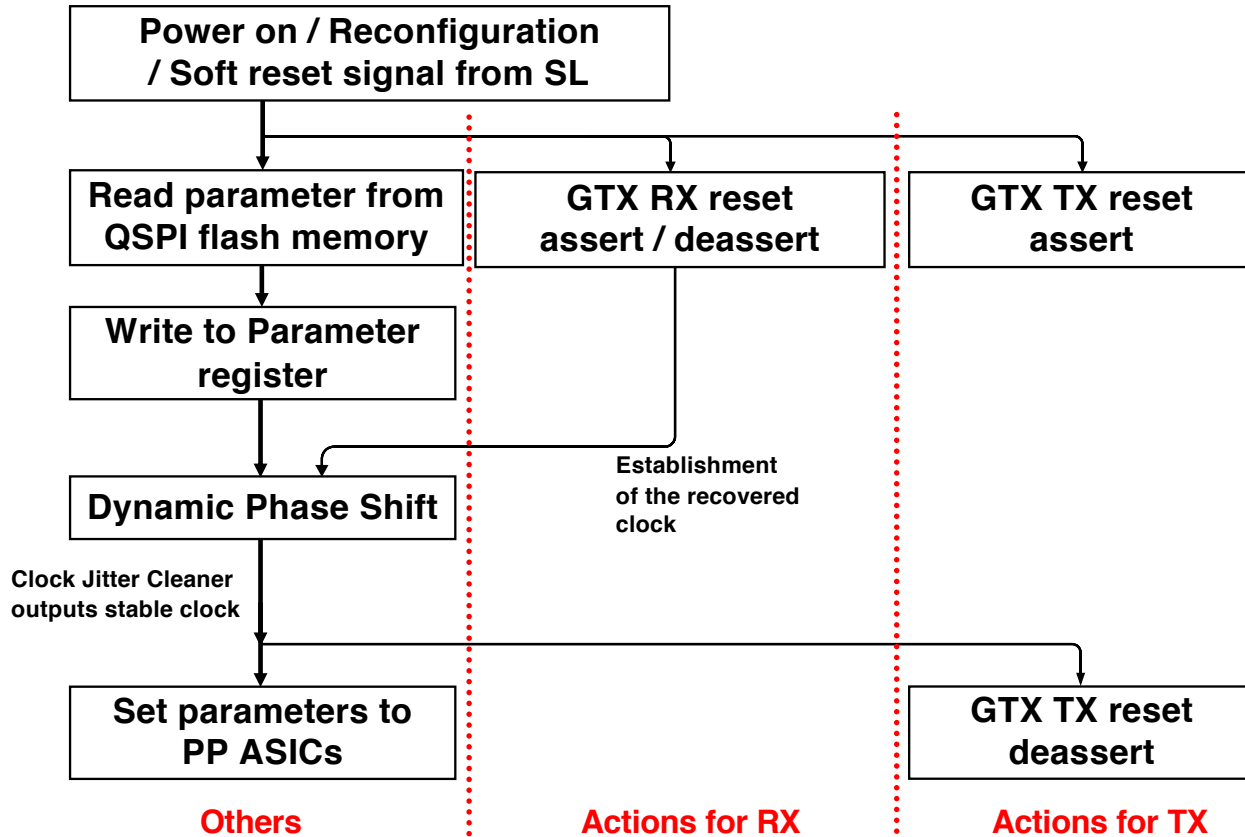 Power on / Reconfiguration
/ Soft reset signal from SL
Read parameter from
QSPI flash memory
GTX RX reset
assert / deassert
GTX TX reset
assert
Write to Parameter
register
Establishment
of the recovered
clock
Dynamic Phase Shift
Clock Jitter Cleaner
outputs stable clock
Set parameters to
PP ASICs
GTX TX reset
deassert
Others
Actions for RX
Actions for TX